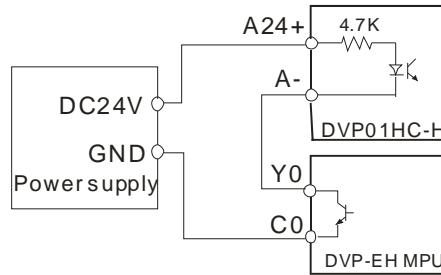 A24+
4.7K
A-
DVP01HC-H
DC24V
GND
Power supply
Y0
C0
DVP-EH MPU